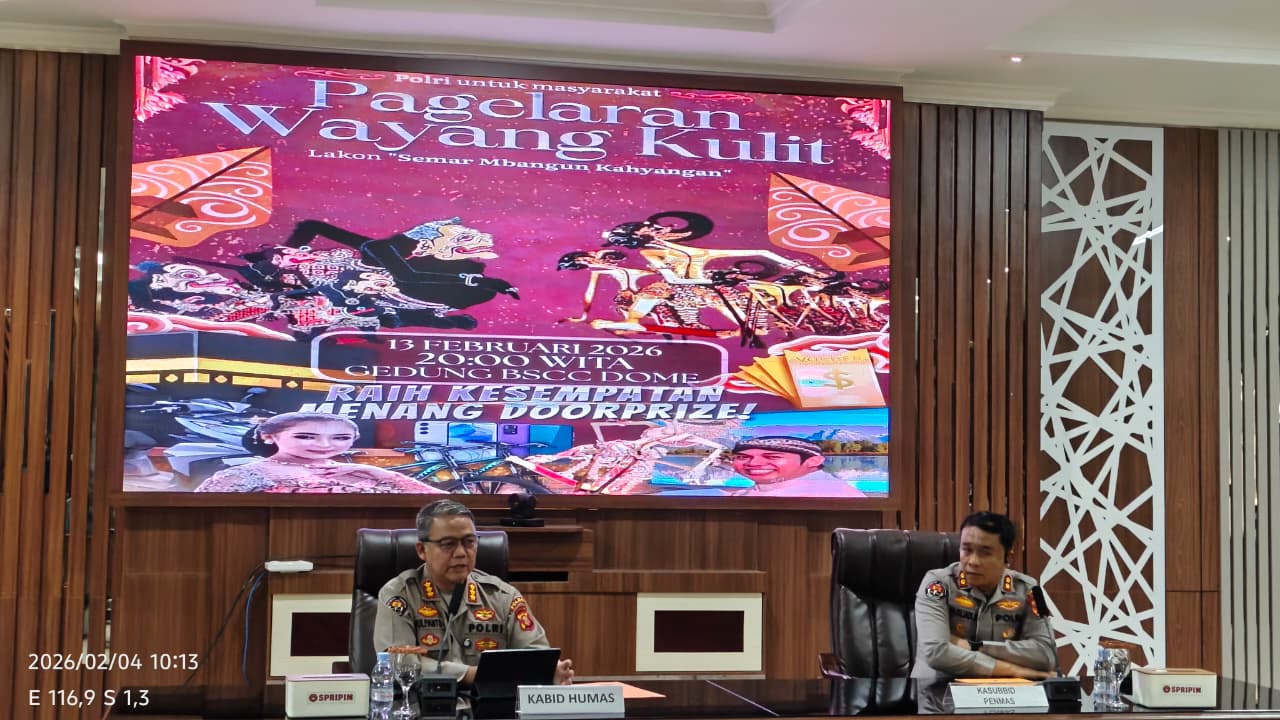 Polri untuk masyarakat
Pagelaran
Wayang Kulit
Lakon "Semar Mbangun Kahyangan"
13 FEBRUARI 2026
20:00 WITA
GEDUNG BSCC DOME
RAIH KESEMPATAN
MENANG DOORPRIZE!
POLRI
KABID HUMAS
KASUBBID
PENMAS
SPRIPIM
SPRIPIM
2026/02/04 10:13
E 116,9 S 1,3